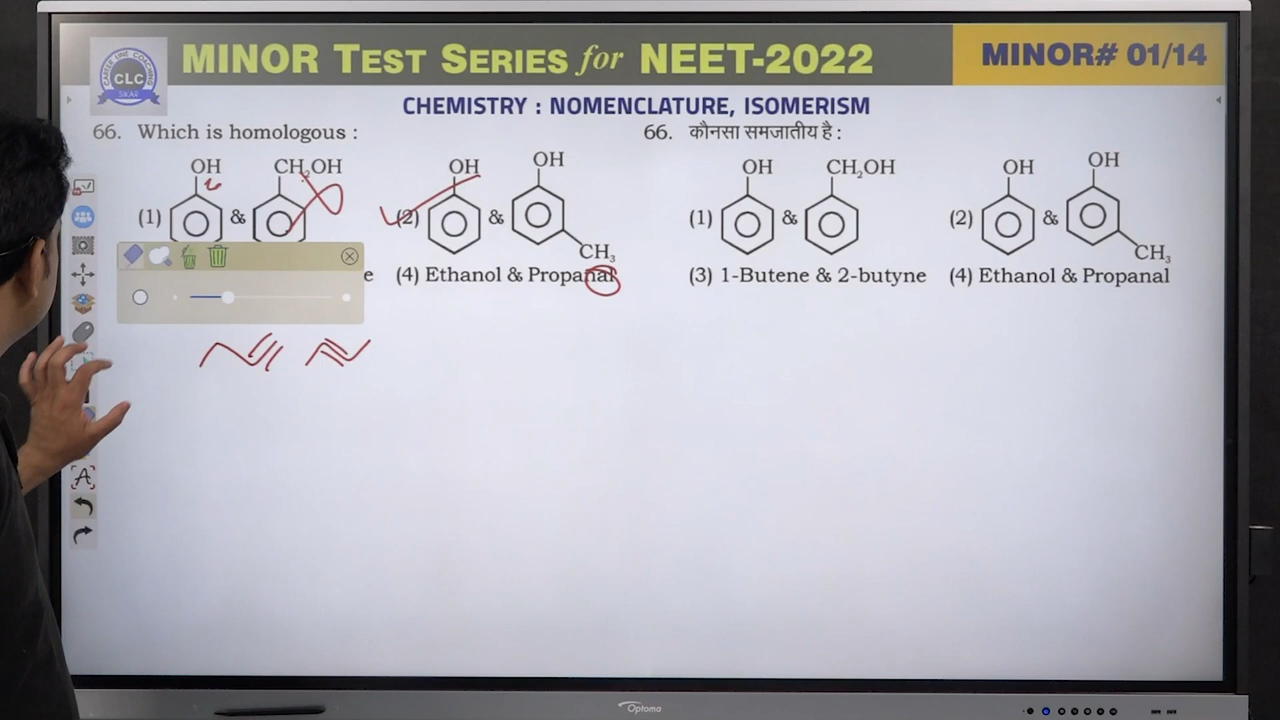 MINOR TEST SERIES for NEET-2022
MINOR# 01/14
CLC
SIKAR
CHEMISTRY : NOMENCLATURE, ISOMERISM
66. Which is homologous :
OH CH₂OH OH OH
(1) & (2) &
CH₃
e (4) Ethanol & Propanal
66. कौनसा समजातीय है :
OH CH₂OH OH OH
(1) & (2) &
CH₃
(3) 1-Butene & 2-butyne (4) Ethanol & Propanal
A
Optoma